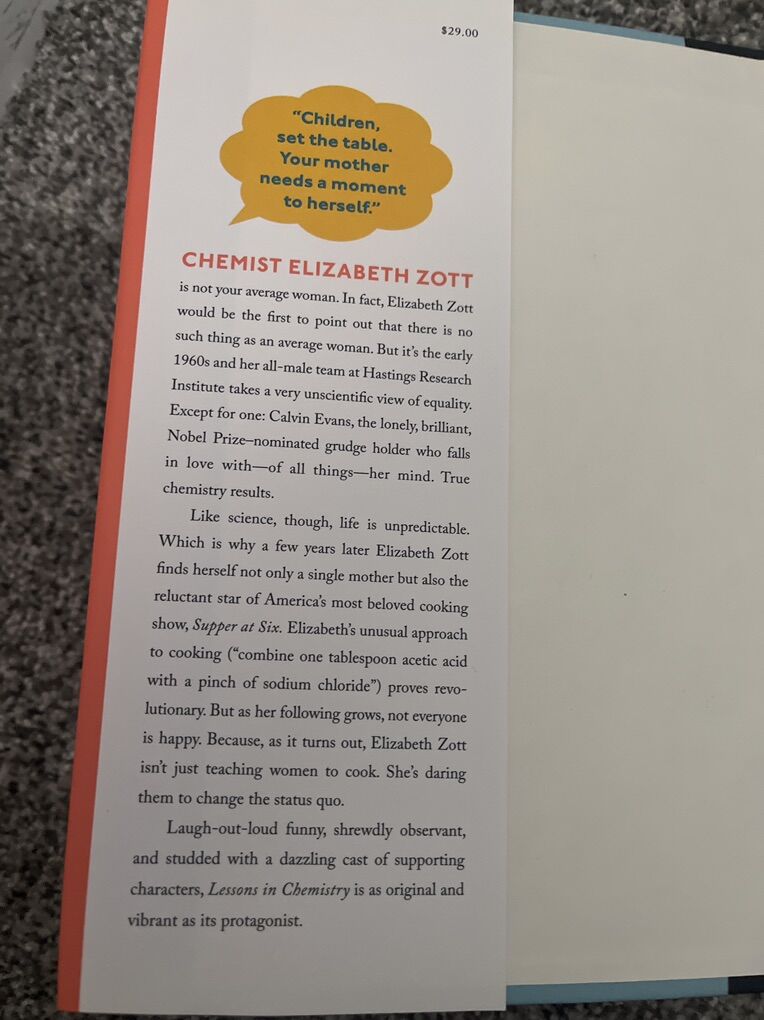 $29.00
“Children,
set the table.
Your mother
needs a moment
to herself.”
CHEMIST ELIZABETH ZOTT
is not your average woman. In fact, Elizabeth Zott
would be the first to point out that there is no
such thing as an average woman. But it’s the early
1960s and her all-male team at Hastings Research
Institute takes a very unscientific view of equality.
Except for one: Calvin Evans, the lonely, brilliant,
Nobel Prize–nominated grudge holder who falls
in love with—of all things—her mind. True
chemistry results.
Like science, though, life is unpredictable.
Which is why a few years later Elizabeth Zott
finds herself not only a single mother but also the
reluctant star of America’s most beloved cooking
show, Supper at Six. Elizabeth’s unusual approach
to cooking (“combine one tablespoon acetic acid
with a pinch of sodium chloride”) proves revo-
lutionary. But as her following grows, not everyone
is happy. Because, as it turns out, Elizabeth Zott
isn’t just teaching women to cook. She’s daring
them to change the status quo.
Laugh-out-loud funny, shrewdly observant,
and studded with a dazzling cast of supporting
characters, Lessons in Chemistry is as original and
vibrant as its protagonist.